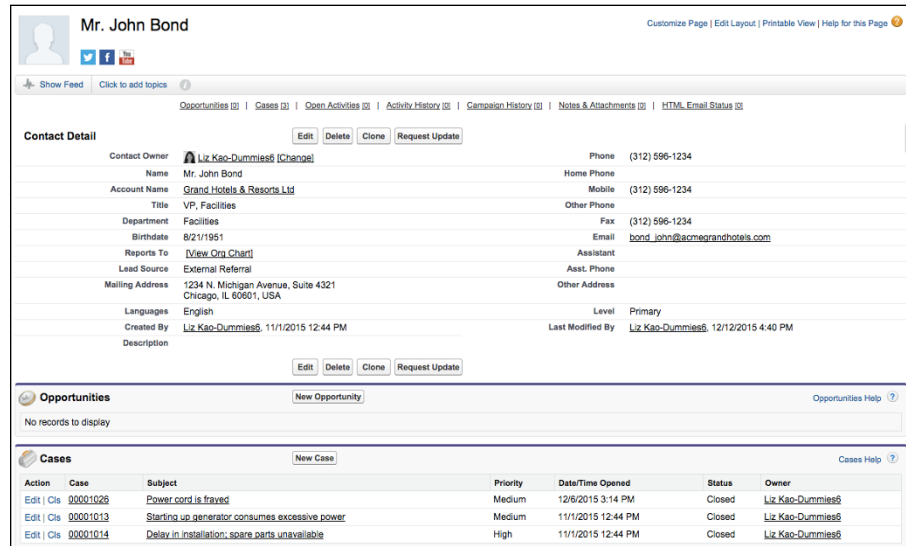 Mr. John Bond
Customize Page | Edit Layout | Printable View | Help for this Page ?
You Tube
Show Feed Click to add topics i
Opportunities [0] | Cases [3] | Open Activities [0] | Activity History [0] | Campaign History [0] | Notes & Attachments [0] | HTML Email Status [0]
Contact Detail Edit Delete Clone Request Update
Contact Owner Liz Kao-Dummies6 [Change] Phone (312) 596-1234
Name Mr. John Bond Home Phone
Account Name Grand Hotels & Resorts Ltd Mobile (312) 596-1234
Title VP, Facilities Other Phone
Department Facilities Fax (312) 596-1234
Birthdate 8/21/1951 Email bond_john@acmegrandhotels.com
Reports To [View Org Chart] Assistant
Lead Source External Referral Asst. Phone
Mailing Address 1234 N. Michigan Avenue, Suite 4321 Other Address
Chicago, IL 60601, USA
Languages English Level Primary
Created By Liz Kao-Dummies6, 11/1/2015 12:44 PM Last Modified By Liz Kao-Dummies6, 12/12/2015 4:40 PM
Description
Edit Delete Clone Request Update
Opportunities New Opportunity Opportunities Help ?
No records to display
Cases New Case Cases Help ?
Action Case Subject Priority Date/Time Opened Status Owner
Edit | Cls 00001026 Power cord is frayed Medium 12/6/2015 3:14 PM Closed Liz Kao-Dummies6
Edit | Cls 00001013 Starting up generator consumes excessive power Medium 11/1/2015 12:44 PM Closed Liz Kao-Dummies6
Edit | Cls 00001014 Delay in installation; spare parts unavailable High 11/1/2015 12:44 PM Closed Liz Kao-Dummies6